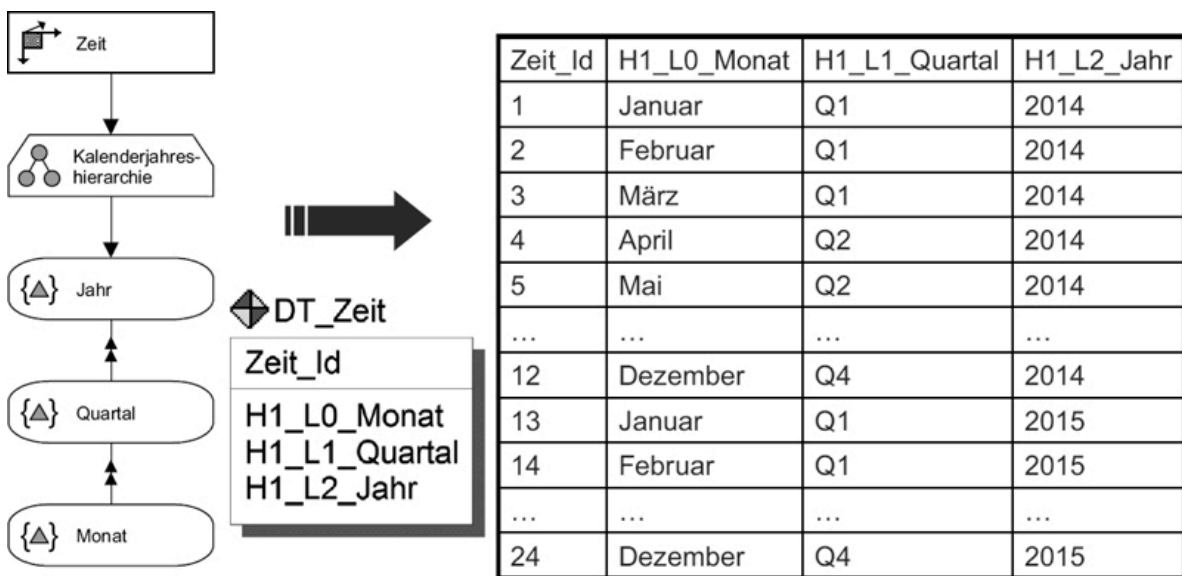 Zeit
Kalenderjahres-
hierarchie
Jahr
Quartal
Monat
DT_Zeit
Zeit_Id
H1_L0_Monat
H1_L1_Quartal
H1_L2_Jahr
Zeit_Id H1_L0_Monat H1_L1_Quartal H1_L2_Jahr
1 Januar Q1 2014
2 Februar Q1 2014
3 März Q1 2014
4 April Q2 2014
5 Mai Q2 2014
... ... ... ...
12 Dezember Q4 2014
13 Januar Q1 2015
14 Februar Q1 2015
... ... ... ...
24 Dezember Q4 2015